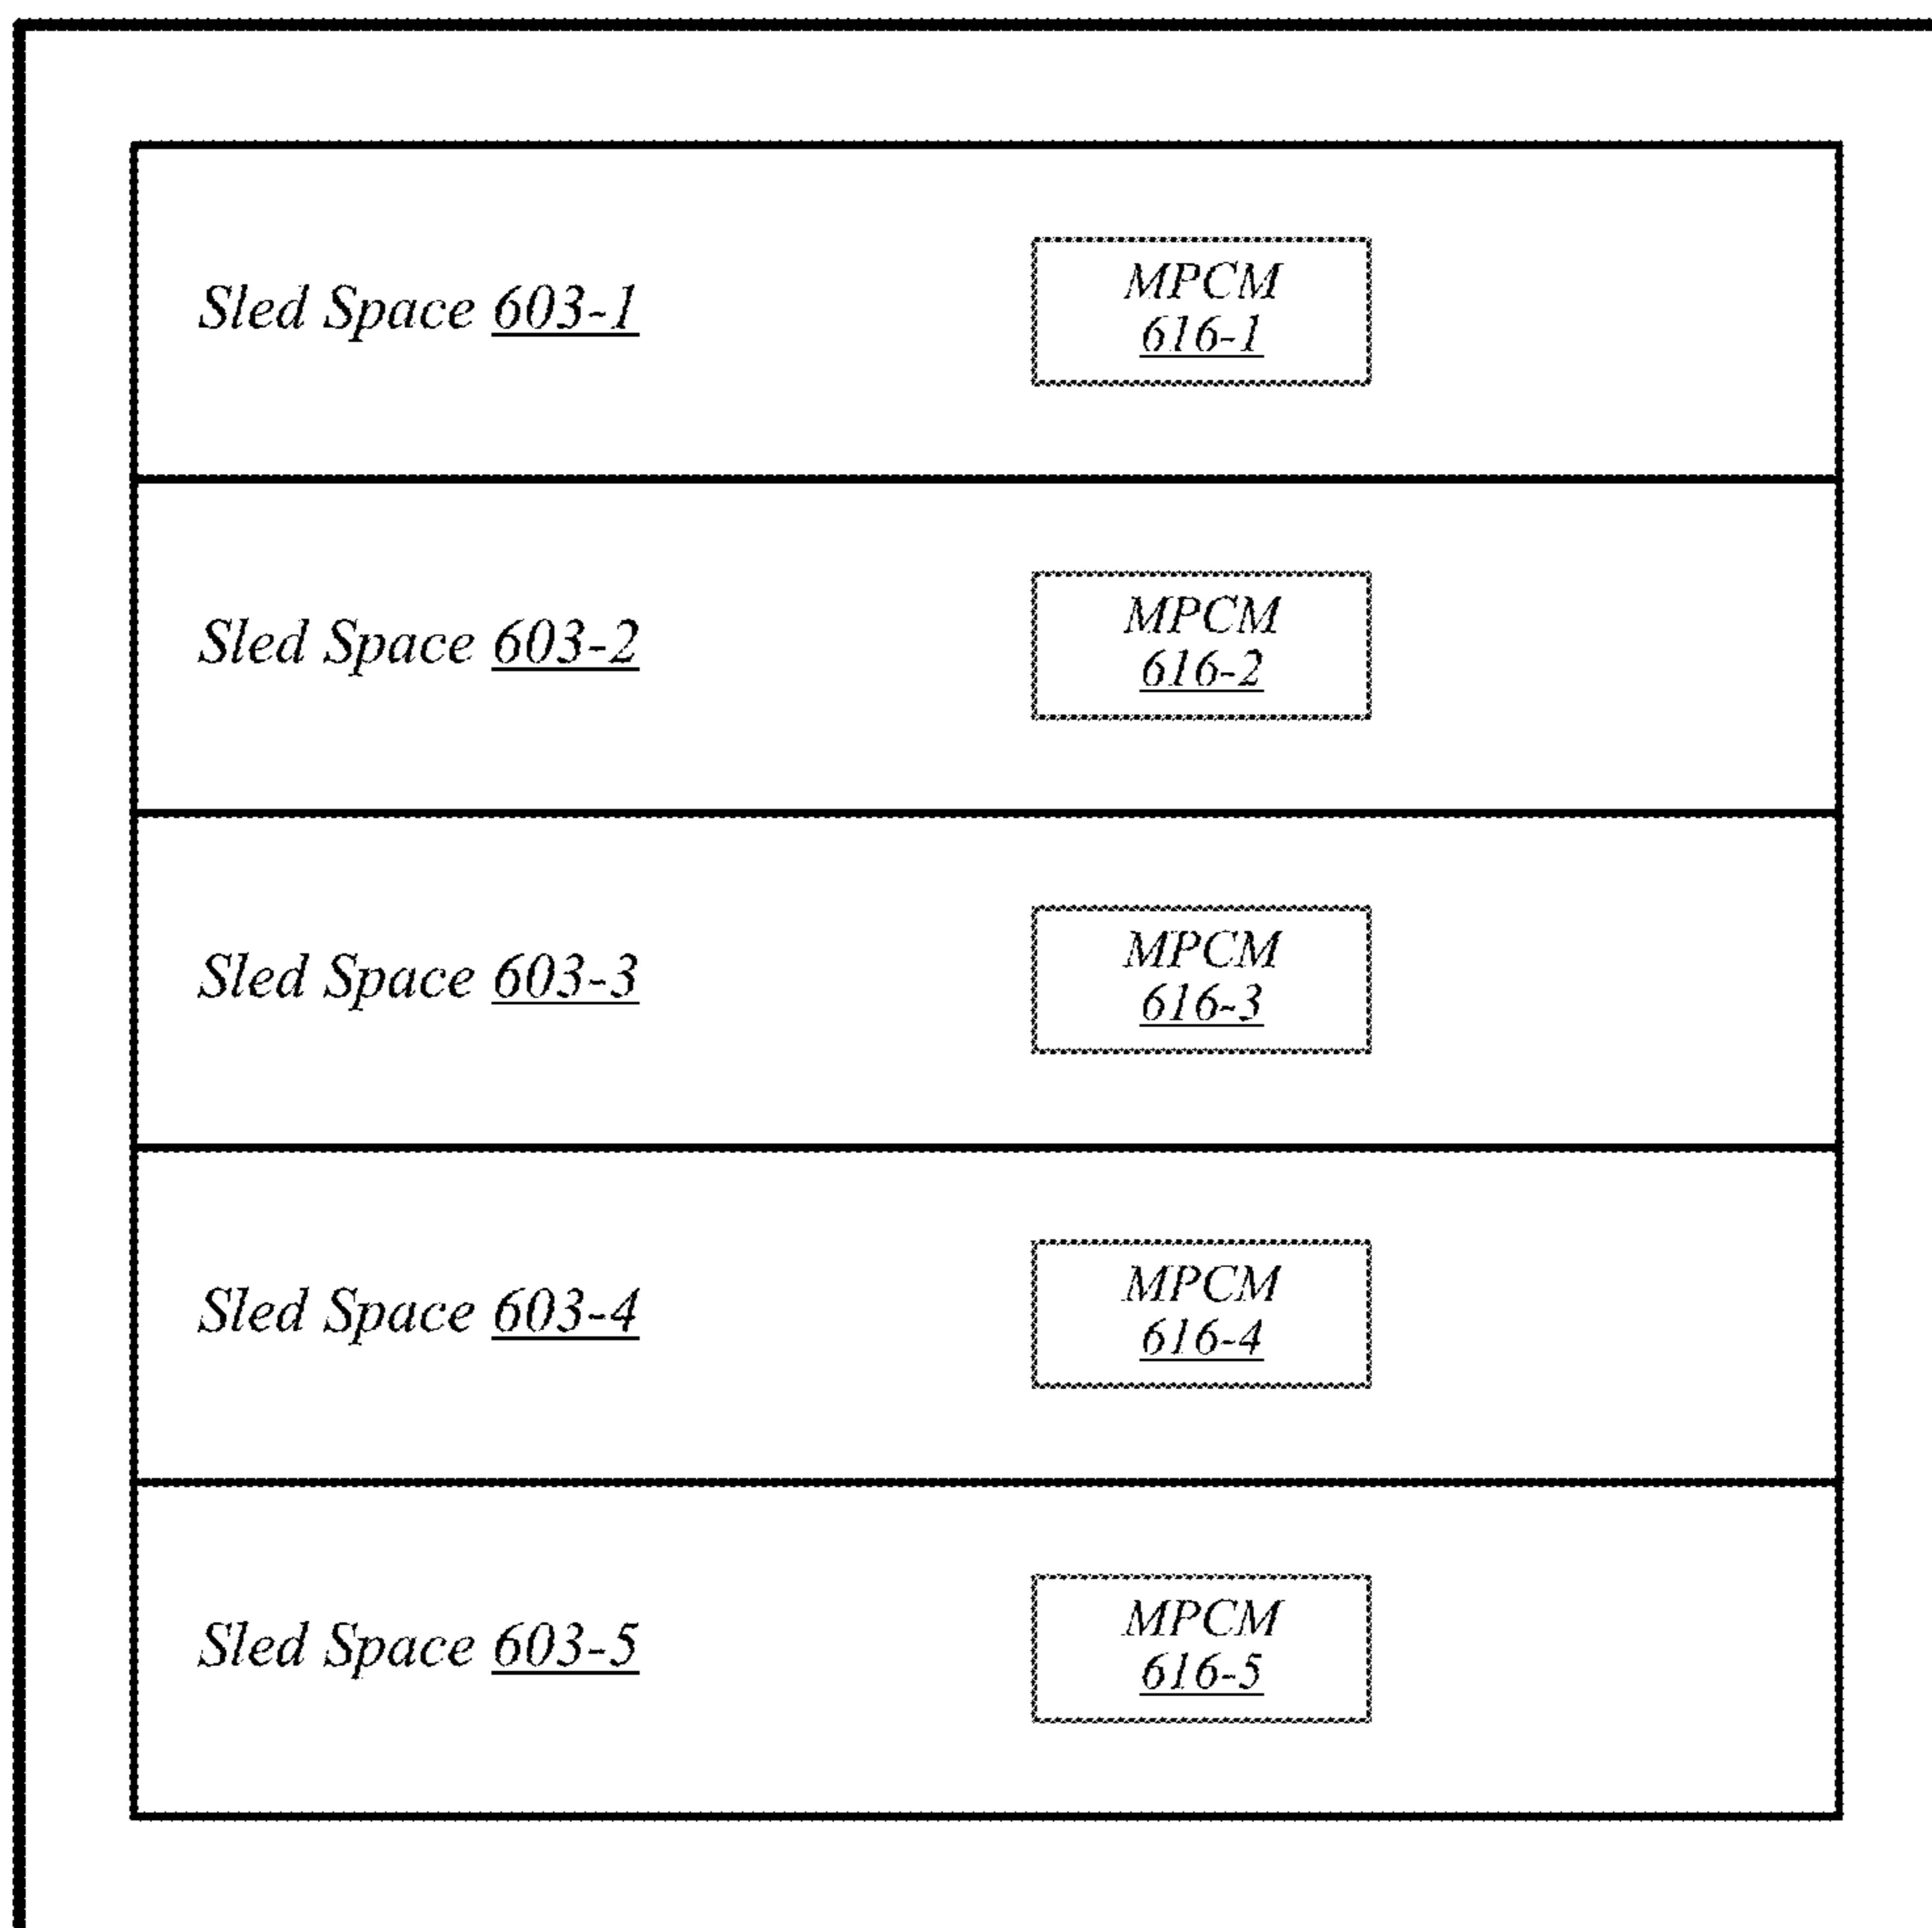 Sled Space 603-1
MPCM
616-1
Sled Space 603-2
MPCM
616-2
Sled Space 603-3
MPCM
616-3
Sled Space 603-4
MPCM
616-4
Sled Space 603-5
MPCM
616-5